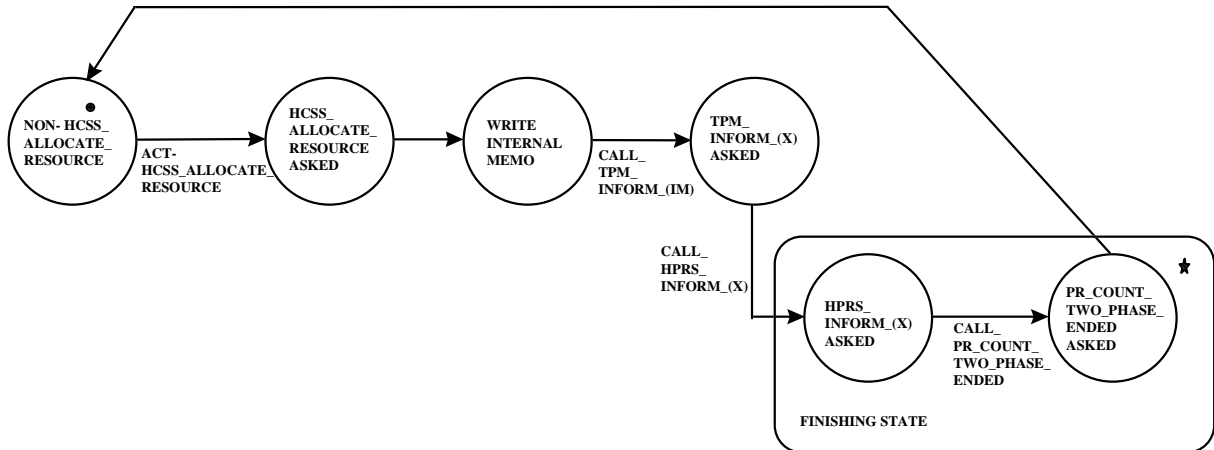 NON- HCSS_
ALLOCATE_
RESOURCE
ACT-
HCSS_ALLOCATE_
RESOURCE
HCSS_
ALLOCATE_
RESOURCE
ASKED
WRITE
INTERNAL
MEMO
CALL_
TPM_
INFORM_(IM)
TPM_
INFORM_(X)
ASKED
CALL_
HPRS_
INFORM_(X)
HPRS_
INFORM_(X)
ASKED
CALL_
PR_COUNT_
TWO_PHASE_
ENDED
PR_COUNT_
TWO_PHASE_
ENDED
ASKED
FINISHING STATE